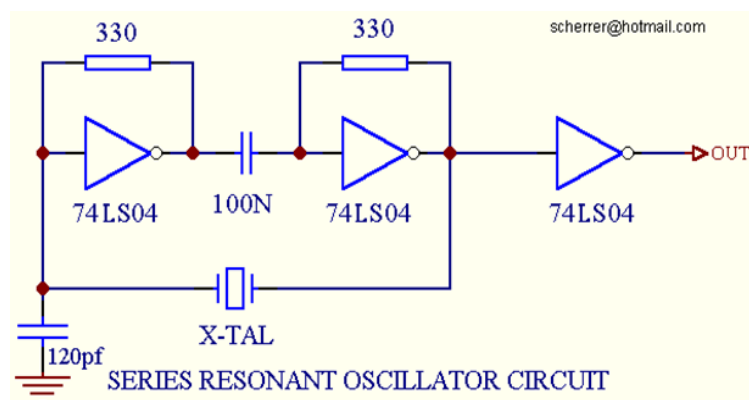 330
330
scherrer@hotmail.com
74LS04
100N
74LS04
74LS04
OUT
X-TAL
120pf
SERIES RESONANT OSCILLATOR CIRCUIT